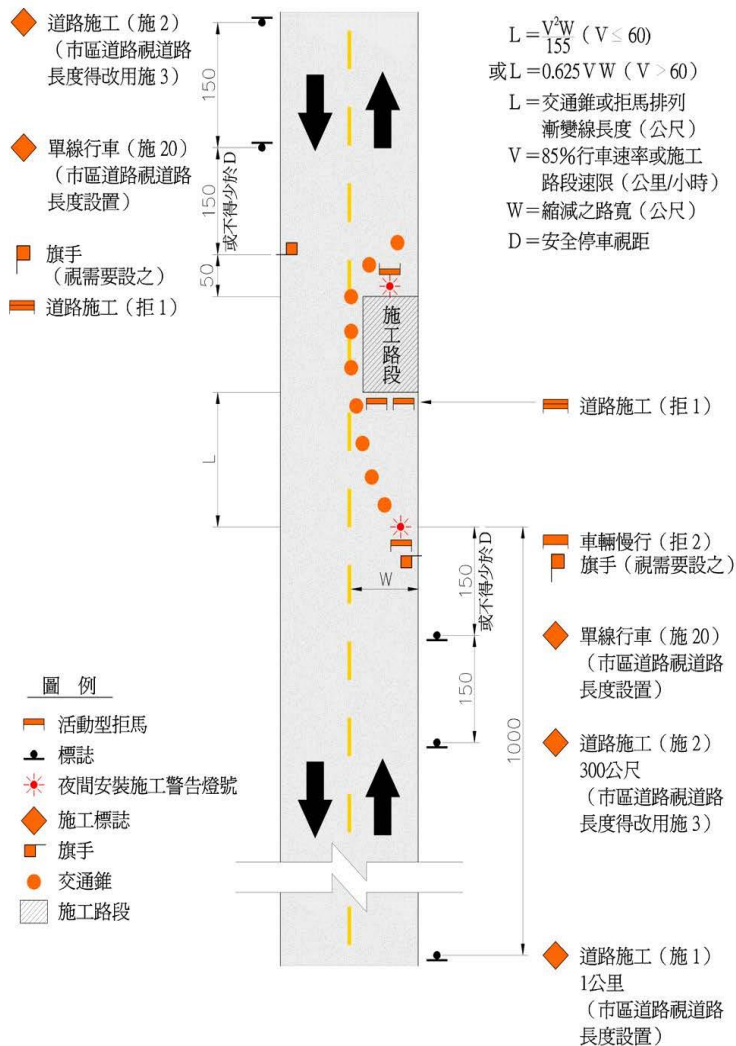 道路施工（施2）
（市區道路視道路
長度得改用施3）
150
單線行車（施20）
（市區道路視道路
長度設置）
150
或不得少於D
旗手
（視需要設之）
50
道路施工（拒1）
L＝V²W/155（V≤60）
或L＝0.625VW（V＞60）
L＝交通錐或拒馬排列
漸變線長度（公尺）
V＝85%行車速率或施工
路段速限（公里/小時）
W＝縮減之路寬（公尺）
D＝安全停車視距
施工路段
L
W
道路施工（拒1）
車輛慢行（拒2）
旗手（視需要設之）
150
或不得少於D
單線行車（施20）
（市區道路視道路
長度設置）
150
1000
道路施工（施2）
300公尺
（市區道路視道路
長度得改用施3）
道路施工（施1）
1公里
（市區道路視道路
長度設置）
圖 例
活動型拒馬
標誌
夜間安裝施工警告燈號
施工標誌
旗手
交通錐
施工路段